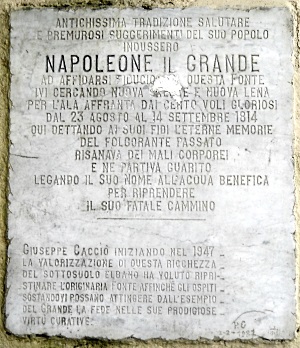 ANTICHISSIMA TRADIZIONE SALUTARE
E PREMUROSI SUGGERIMENTI DEL SUO POPOLO
INDUSSERO
NAPOLEONE IL GRANDE
AD AFFIDARSI QUESTA FONTE
IVI CERCANDO NUOVA E NUOVA LENA
PER L'ALA AFFRANTA DAI CERTO VOLI GLORIOSI
DAL 23 AGOSTO AL 14 SETTEMBRE 1814
QUI DETTANDO AI SUOI FIDI L'ETERNE MEMORIE
DEL FOLGORANTE PASSATO
RISANAVA DEI MALI CORPOREI
E NE PARTIVA GUARITO
LEGANDO IL SUO NOME ALL'ACQUA BENEFICA
PER RIPRENDERE
IL SUO FATALE CAMMINO
GIUSEPPE CACCIÒ INIZIANDO NEL 1947
LA VALORIZZAZIONE DI QUESTA RICCHEZZA
DEL SOTTOSUOLO ELBANO HA VOLUTO RIPRI-
STINARE L'ORIGINARIA FONTE AFFINCHÈ GLI OSPITI
SOSTANDOVI POSSANO ATTINGERE DALL'ESEMPIO
DEL GRANDE LA FEDE NELLE SUE PRODIGIOSE
VIRTÙ CURATIVE.